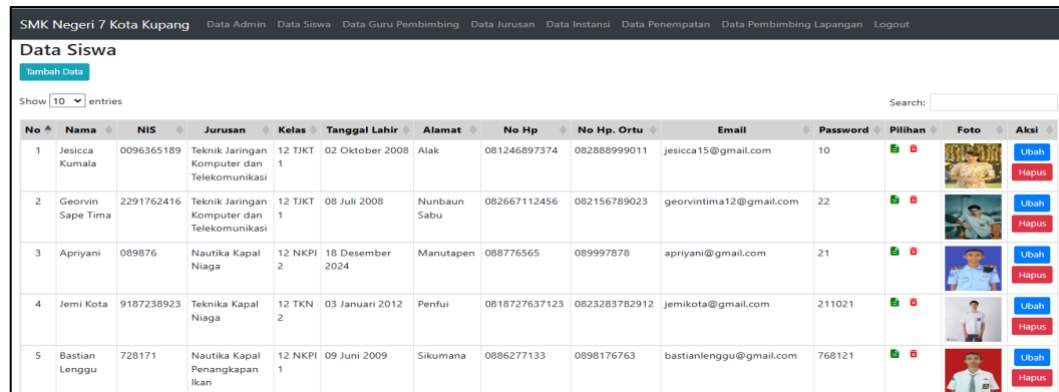 SMK Negeri 7 Kota Kupang Data Admin Data Siswa Data Guru Pembimbing Data Jurusan Data Instansi Data Penempatan Data Pembimbing Lapangan Logout
Data Siswa
Tambah Data
Show 10 entries Search:
No Nama NIS Jurusan Kelas Tanggal Lahir Alamat No Hp No Hp. Ortu Email Password Pilihan Foto Aksi
1 Jesicca 0096365189 Teknik Jaringan 12 TJKT 02 Oktober 2008 Alak 081246897374 082888999011 jesicca15@gmail.com 10 Ubah
Kumala Komputer dan 1 Hapus
Telekomunikasi
2 Georvin 2291762416 Teknik Jaringan 12 TJKT 08 Juli 2008 Nunbaun 082667112456 082156789023 georvintima12@gmail.com 22 Ubah
Sape Tima Komputer dan 1 Sabu Hapus
Telekomunikasi
3 Apriyani 089876 Nautika Kapal 12 NKPI 18 Desember Manutapen 088776565 089997878 apriyani@gmail.com 21 Ubah
Niaga 2 2024 Hapus
4 Jemi Kota 9187238923 Teknika Kapal 12 TKN 03 Januari 2012 Penfui 0818727637123 0823283782912 jemikota@gmail.com 211021 Ubah
Niaga 2 Hapus
5 Bastian 728171 Nautika Kapal 12 NKPI 09 Juni 2009 Sikumana 0886277133 0898176763 bastianlenggu@gmail.com 768121 Ubah
Lenggu Penangkapan 1 Hapus
Ikan